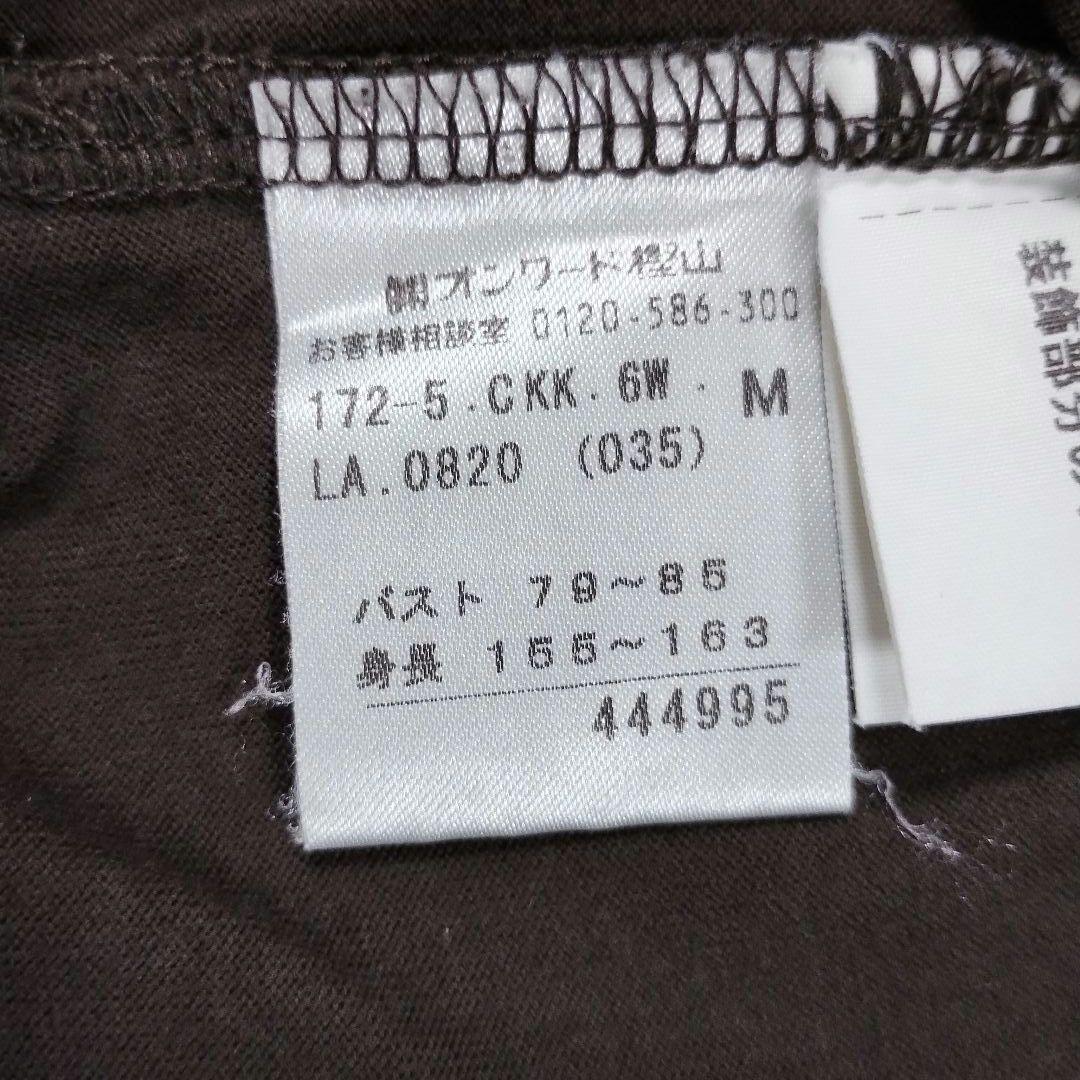 ㈱オンワード樫山
お客様相談室 0120-586-300
172-5.CKK.6W. M
LA.0820 (035)
バスト 79～85
身長 155～163
444995
装飾部分の